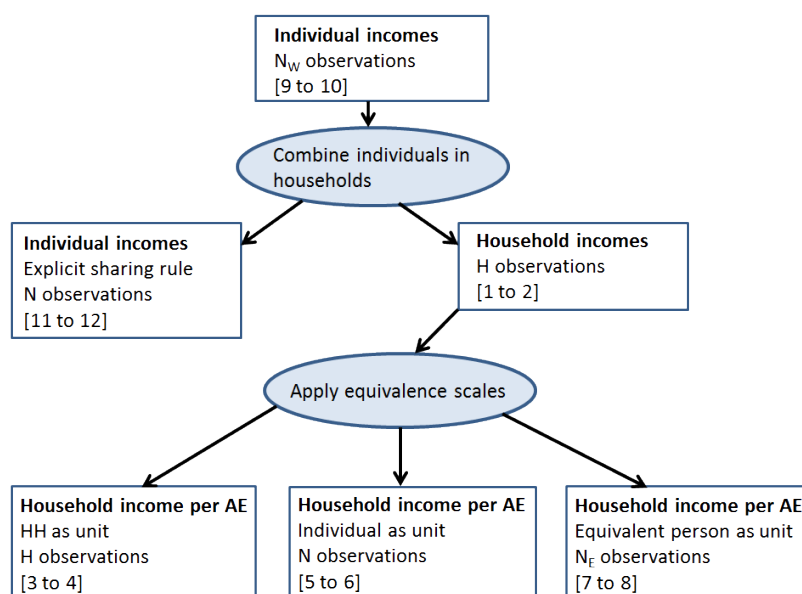 Individual incomes
N_W observations
[9 to 10]
Combine individuals in
households
Individual incomes
Explicit sharing rule
N observations
[11 to 12]
Household incomes
H observations
[1 to 2]
Apply equivalence scales
Household income per AE
HH as unit
H observations
[3 to 4]
Household income per AE
Individual as unit
N observations
[5 to 6]
Household income per AE
Equivalent person as unit
N_E observations
[7 to 8]